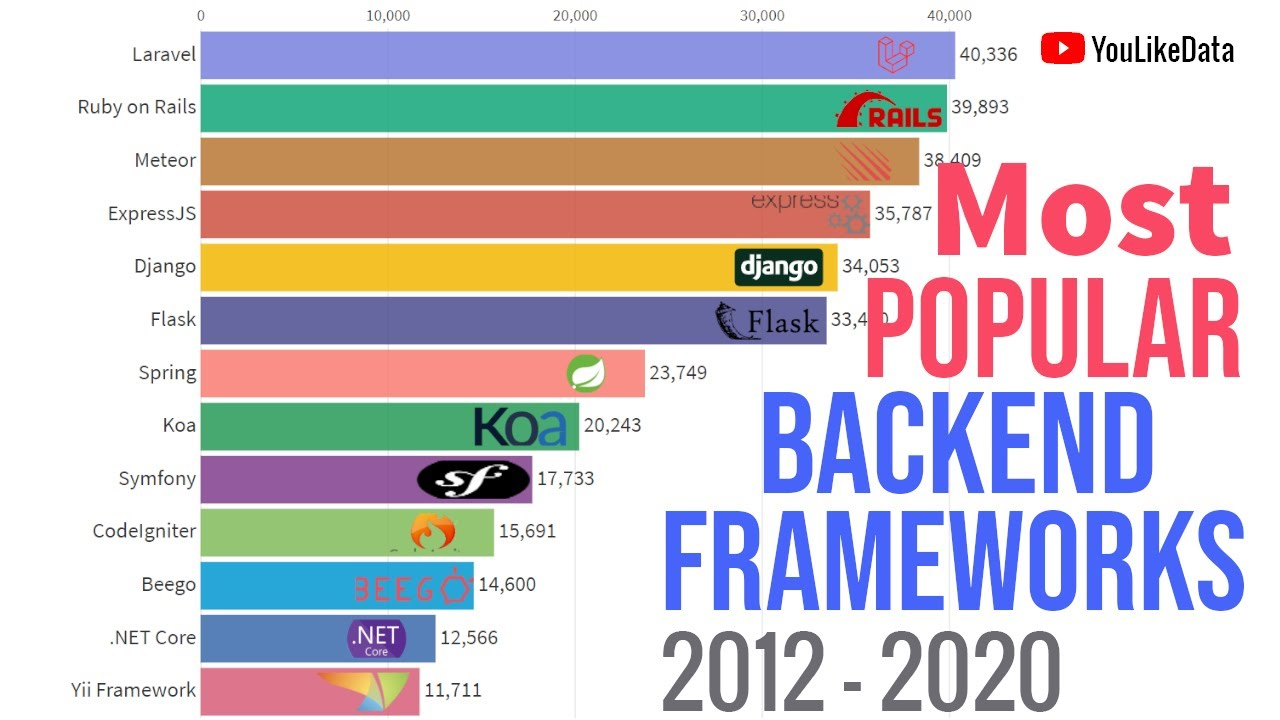 0 10,000 20,000 30,000 40,000
Laravel 40,336
YouLikeData
Ruby on Rails RAILS 39,893
Meteor 38,409
Most
ExpressJS express 35,787
Django django 34,053
POPULAR
Flask Flask
Spring 23,749
BACKEND
Koa Koa 20,243
Symfony sf 17,733
FRAMEWORKS
CodeIgniter 15,691
Beego BEEGO 14,600
.NET Core .NET Core 12,566
2012 - 2020
Yii Framework 11,711